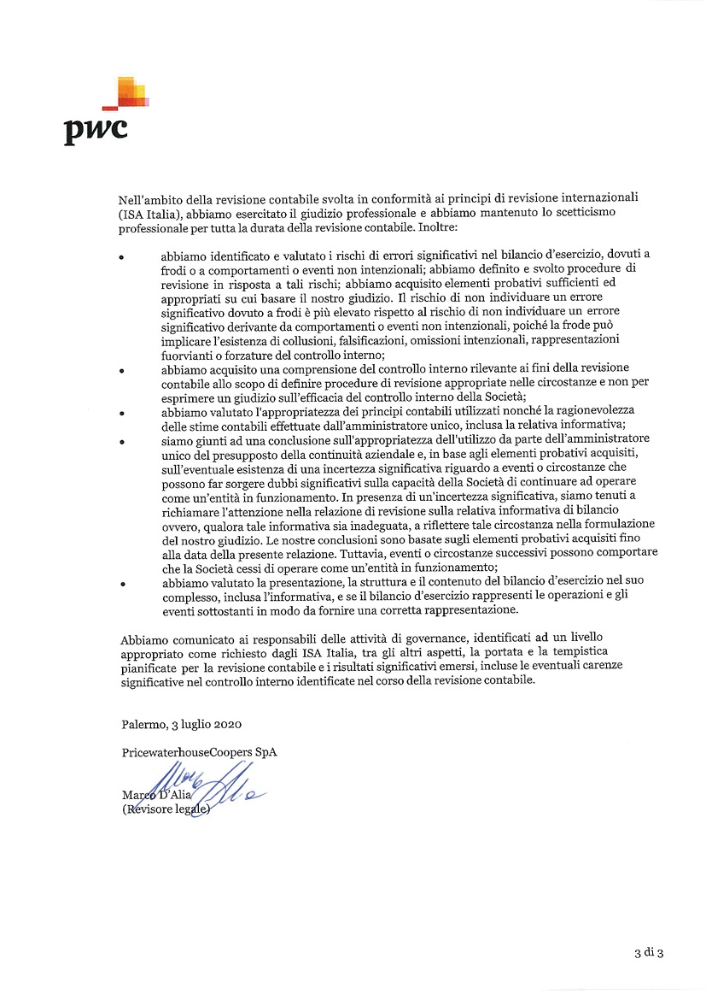 pwc
Nell'ambito della revisione contabile svolta in conformità ai principi di revisione internazionali
(ISA Italia), abbiamo esercitato il giudizio professionale e abbiamo mantenuto lo scetticismo
professionale per tutta la durata della revisione contabile. Inoltre:
• abbiamo identificato e valutato i rischi di errori significativi nel bilancio d'esercizio, dovuti a
frodi o a comportamenti o eventi non intenzionali; abbiamo definito e svolto procedure di
revisione in risposta a tali rischi; abbiamo acquisito elementi probativi sufficienti ed
appropriati su cui basare il nostro giudizio. Il rischio di non individuare un errore
significativo dovuto a frodi è più elevato rispetto al rischio di non individuare un errore
significativo derivante da comportamenti o eventi non intenzionali, poiché la frode può
implicare l'esistenza di collusioni, falsificazioni, omissioni intenzionali, rappresentazioni
fuorvianti o forzature del controllo interno;
• abbiamo acquisito una comprensione del controllo interno rilevante ai fini della revisione
contabile allo scopo di definire procedure di revisione appropriate nelle circostanze e non per
esprimere un giudizio sull'efficacia del controllo interno della Società;
• abbiamo valutato l'appropriatezza dei principi contabili utilizzati nonché la ragionevolezza
delle stime contabili effettuate dall'amministratore unico, inclusa la relativa informativa;
• siamo giunti ad una conclusione sull'appropriatezza dell'utilizzo da parte dell'amministratore
unico del presupposto della continuità aziendale e, in base agli elementi probativi acquisiti,
sull'eventuale esistenza di una incertezza significativa riguardo a eventi o circostanze che
possono far sorgere dubbi significativi sulla capacità della Società di continuare ad operare
come un'entità in funzionamento. In presenza di un'incertezza significativa, siamo tenuti a
richiamare l'attenzione nella relazione di revisione sulla relativa informativa di bilancio
ovvero, qualora tale informativa sia inadeguata, a riflettere tale circostanza nella formulazione
del nostro giudizio. Le nostre conclusioni sono basate sugli elementi probativi acquisiti fino
alla data della presente relazione. Tuttavia, eventi o circostanze successivi possono comportare
che la Società cessi di operare come un'entità in funzionamento;
• abbiamo valutato la presentazione, la struttura e il contenuto del bilancio d'esercizio nel suo
complesso, inclusa l'informativa, e se il bilancio d'esercizio rappresenti le operazioni e gli
eventi sottostanti in modo da fornire una corretta rappresentazione.
Abbiamo comunicato ai responsabili delle attività di governance, identificati ad un livello
appropriato come richiesto dagli ISA Italia, tra gli altri aspetti, la portata e la tempistica
pianificate per la revisione contabile e i risultati significativi emersi, incluse le eventuali carenze
significative nel controllo interno identificate nel corso della revisione contabile.
Palermo, 3 luglio 2020
PricewaterhouseCoopers SpA
Marco D'Alia
(Revisore legale)
3 di 3